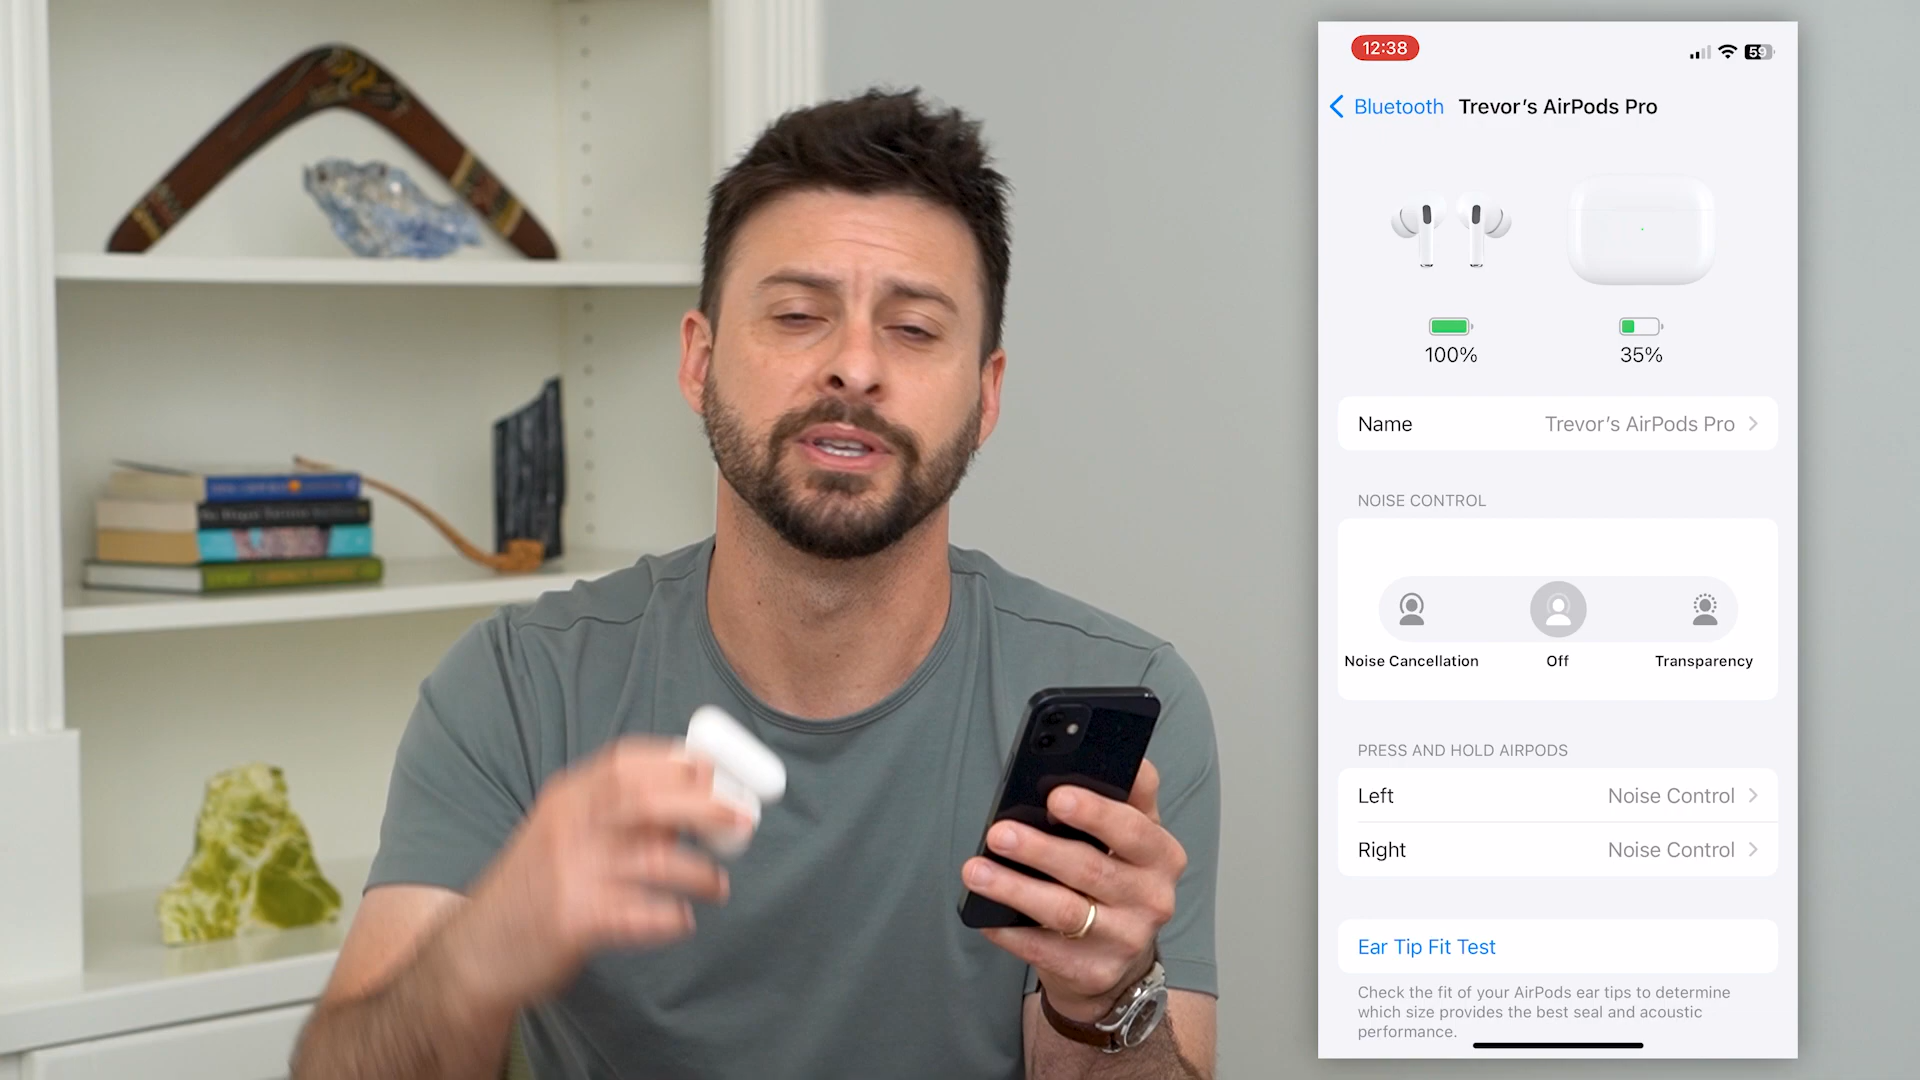 12:38
59
Bluetooth Trevor's AirPods Pro
100% 35%
Name Trevor's AirPods Pro
NOISE CONTROL
Noise Cancellation Off Transparency
PRESS AND HOLD AIRPODS
Left Noise Control
Right Noise Control
Ear Tip Fit Test
Check the fit of your AirPods ear tips to determine
which size provides the best seal and acoustic
performance.